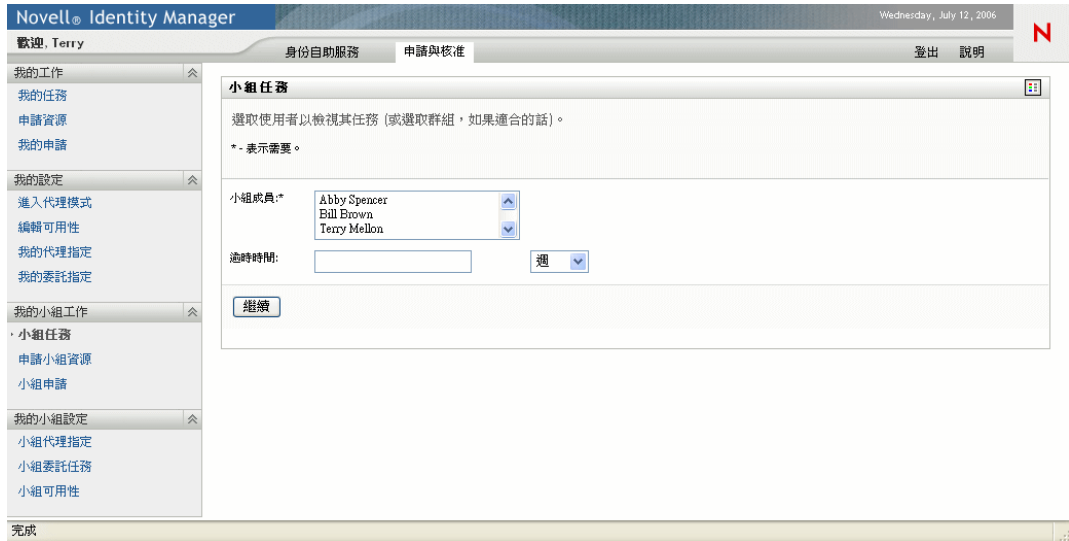 Novell® Identity Manager
Wednesday, July 12, 2006
N
歡迎, Terry
身份自助服務
申請與核准
登出
說明
我的工作
我的任務
申請資源
我的申請
我的設定
進入代理模式
編輯可用性
我的代理指定
我的委託指定
我的小組工作
小組任務
申請小組資源
小組申請
我的小組設定
小組代理指定
小組委託任務
小組可用性
小組任務
選取使用者以檢視其任務 (或選取群組，如果適合的話)。
* - 表示需要。
小組成員:*
Abby Spencer
Bill Brown
Terry Mellon
逾時時間:
週
繼續
完成